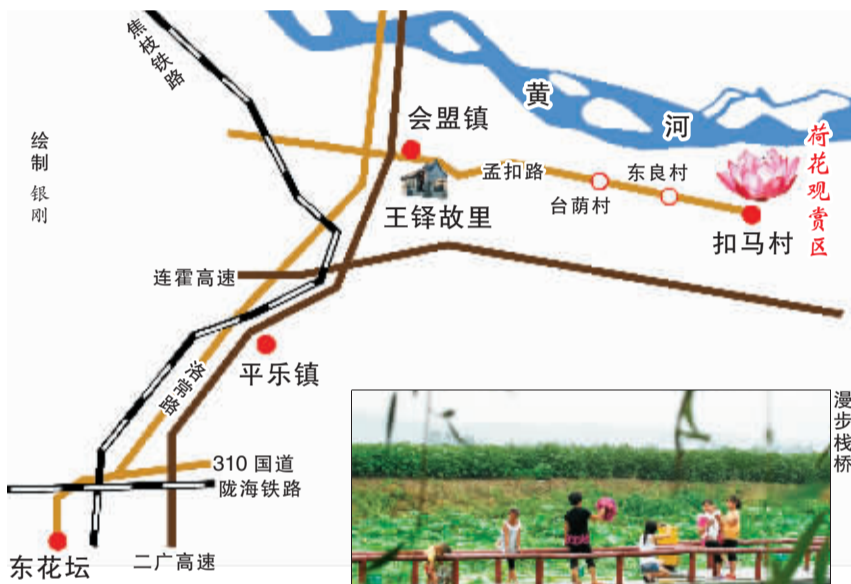 焦枝铁路
黄河
荷花观赏区
绘制 银刚
会盟镇
王铎故里
孟扣路
台荫村
东良村
扣马村
连霍高速
平乐镇
洛常路
310 国道
陇海铁路
东花坛
二广高速
漫步栈桥